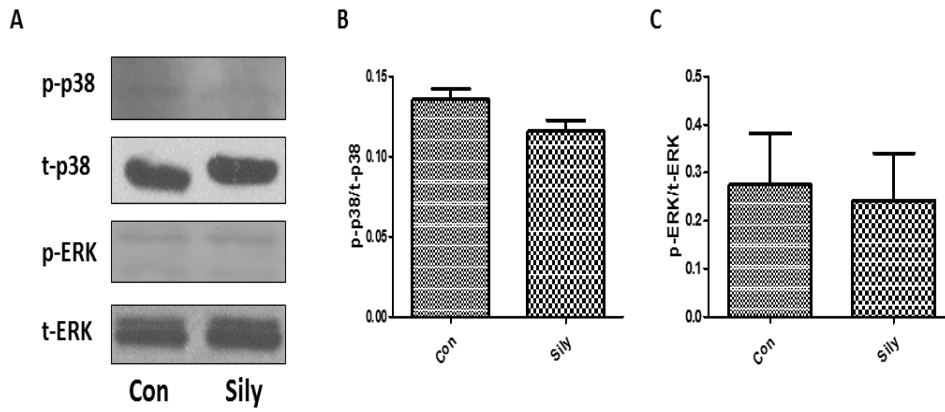 A
p-p38
t-p38
p-ERK
t-ERK
Con Sily
B
p-p38/t-p38
0.15
0.10
0.05
0.00
Con Sily
C
p-ERK/t-ERK
0.5
0.4
0.3
0.2
0.1
0.0
Con Sily